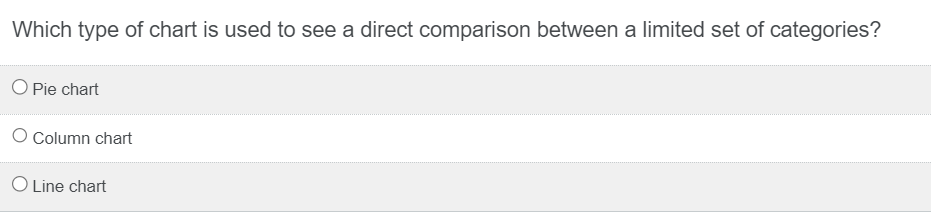 Which type of chart is used to see a direct comparison between a limited set of categories?
Pie chart
Column chart
Line chart